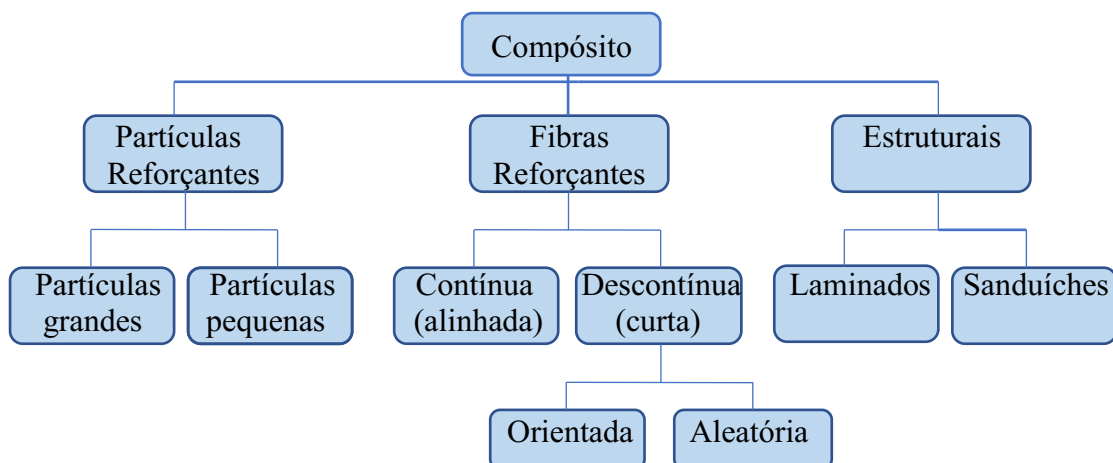 Compósito
Partículas
Reforçantes
Fibras
Reforçantes
Estruturais
Partículas
grandes
Partículas
pequenas
Contínua
(alinhada)
Descontínua
(curta)
Laminados
Sanduíches
Orientada
Aleatória